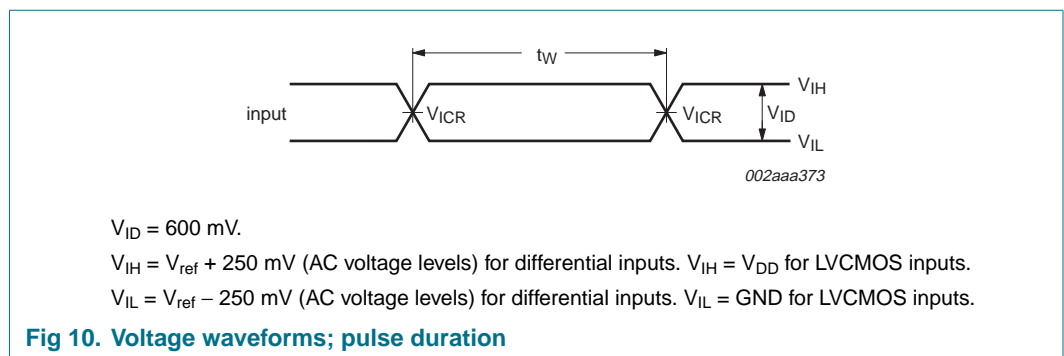 tW
VIH
input
VICR
VICR
VID
VIL
002aaa373
VID = 600 mV.
VIH = Vref + 250 mV (AC voltage levels) for differential inputs. VIH = VDD for LVCMOS inputs.
VIL = Vref − 250 mV (AC voltage levels) for differential inputs. VIL = GND for LVCMOS inputs.
Fig 10. Voltage waveforms; pulse duration